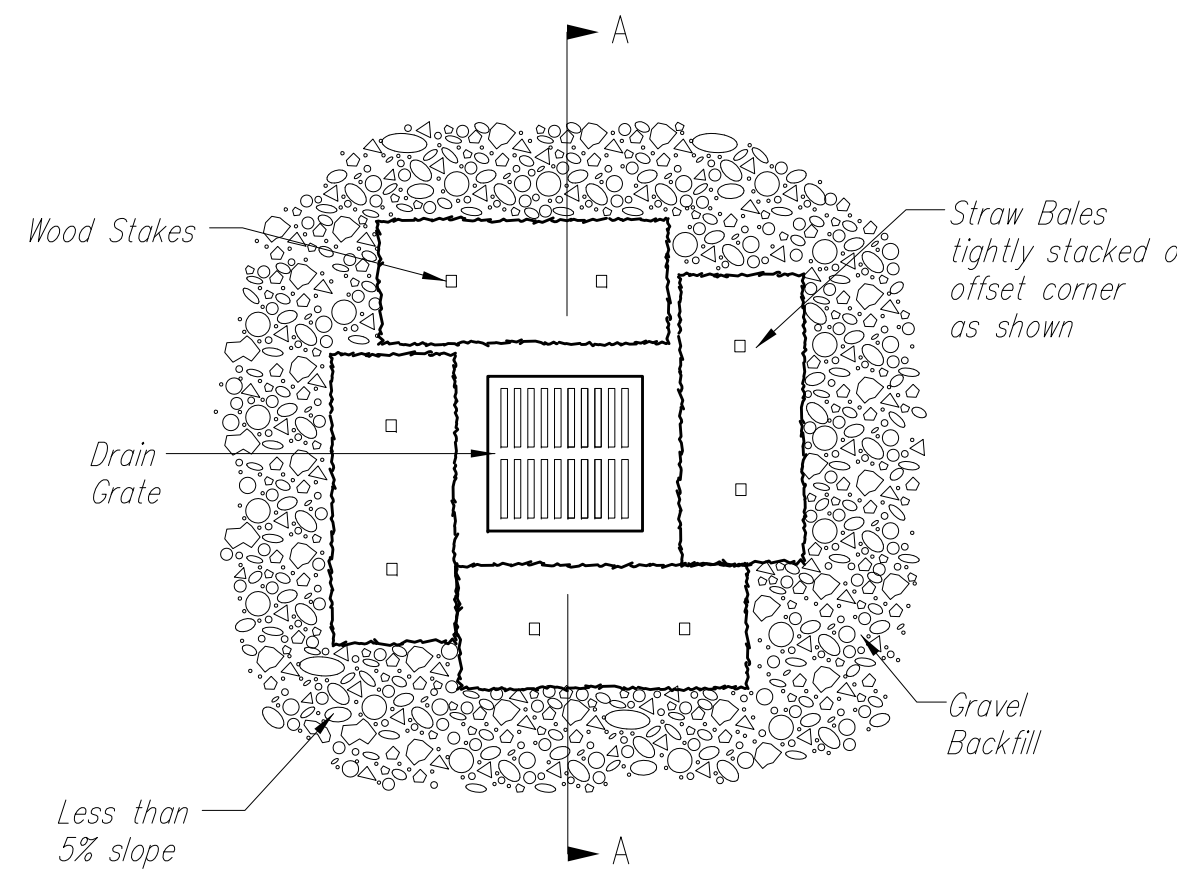 A
Wood Stakes
Straw Bales
tightly stacked
offset corner
as shown
Drain
Grate
Gravel
Backfill
Less than
5% slope
A